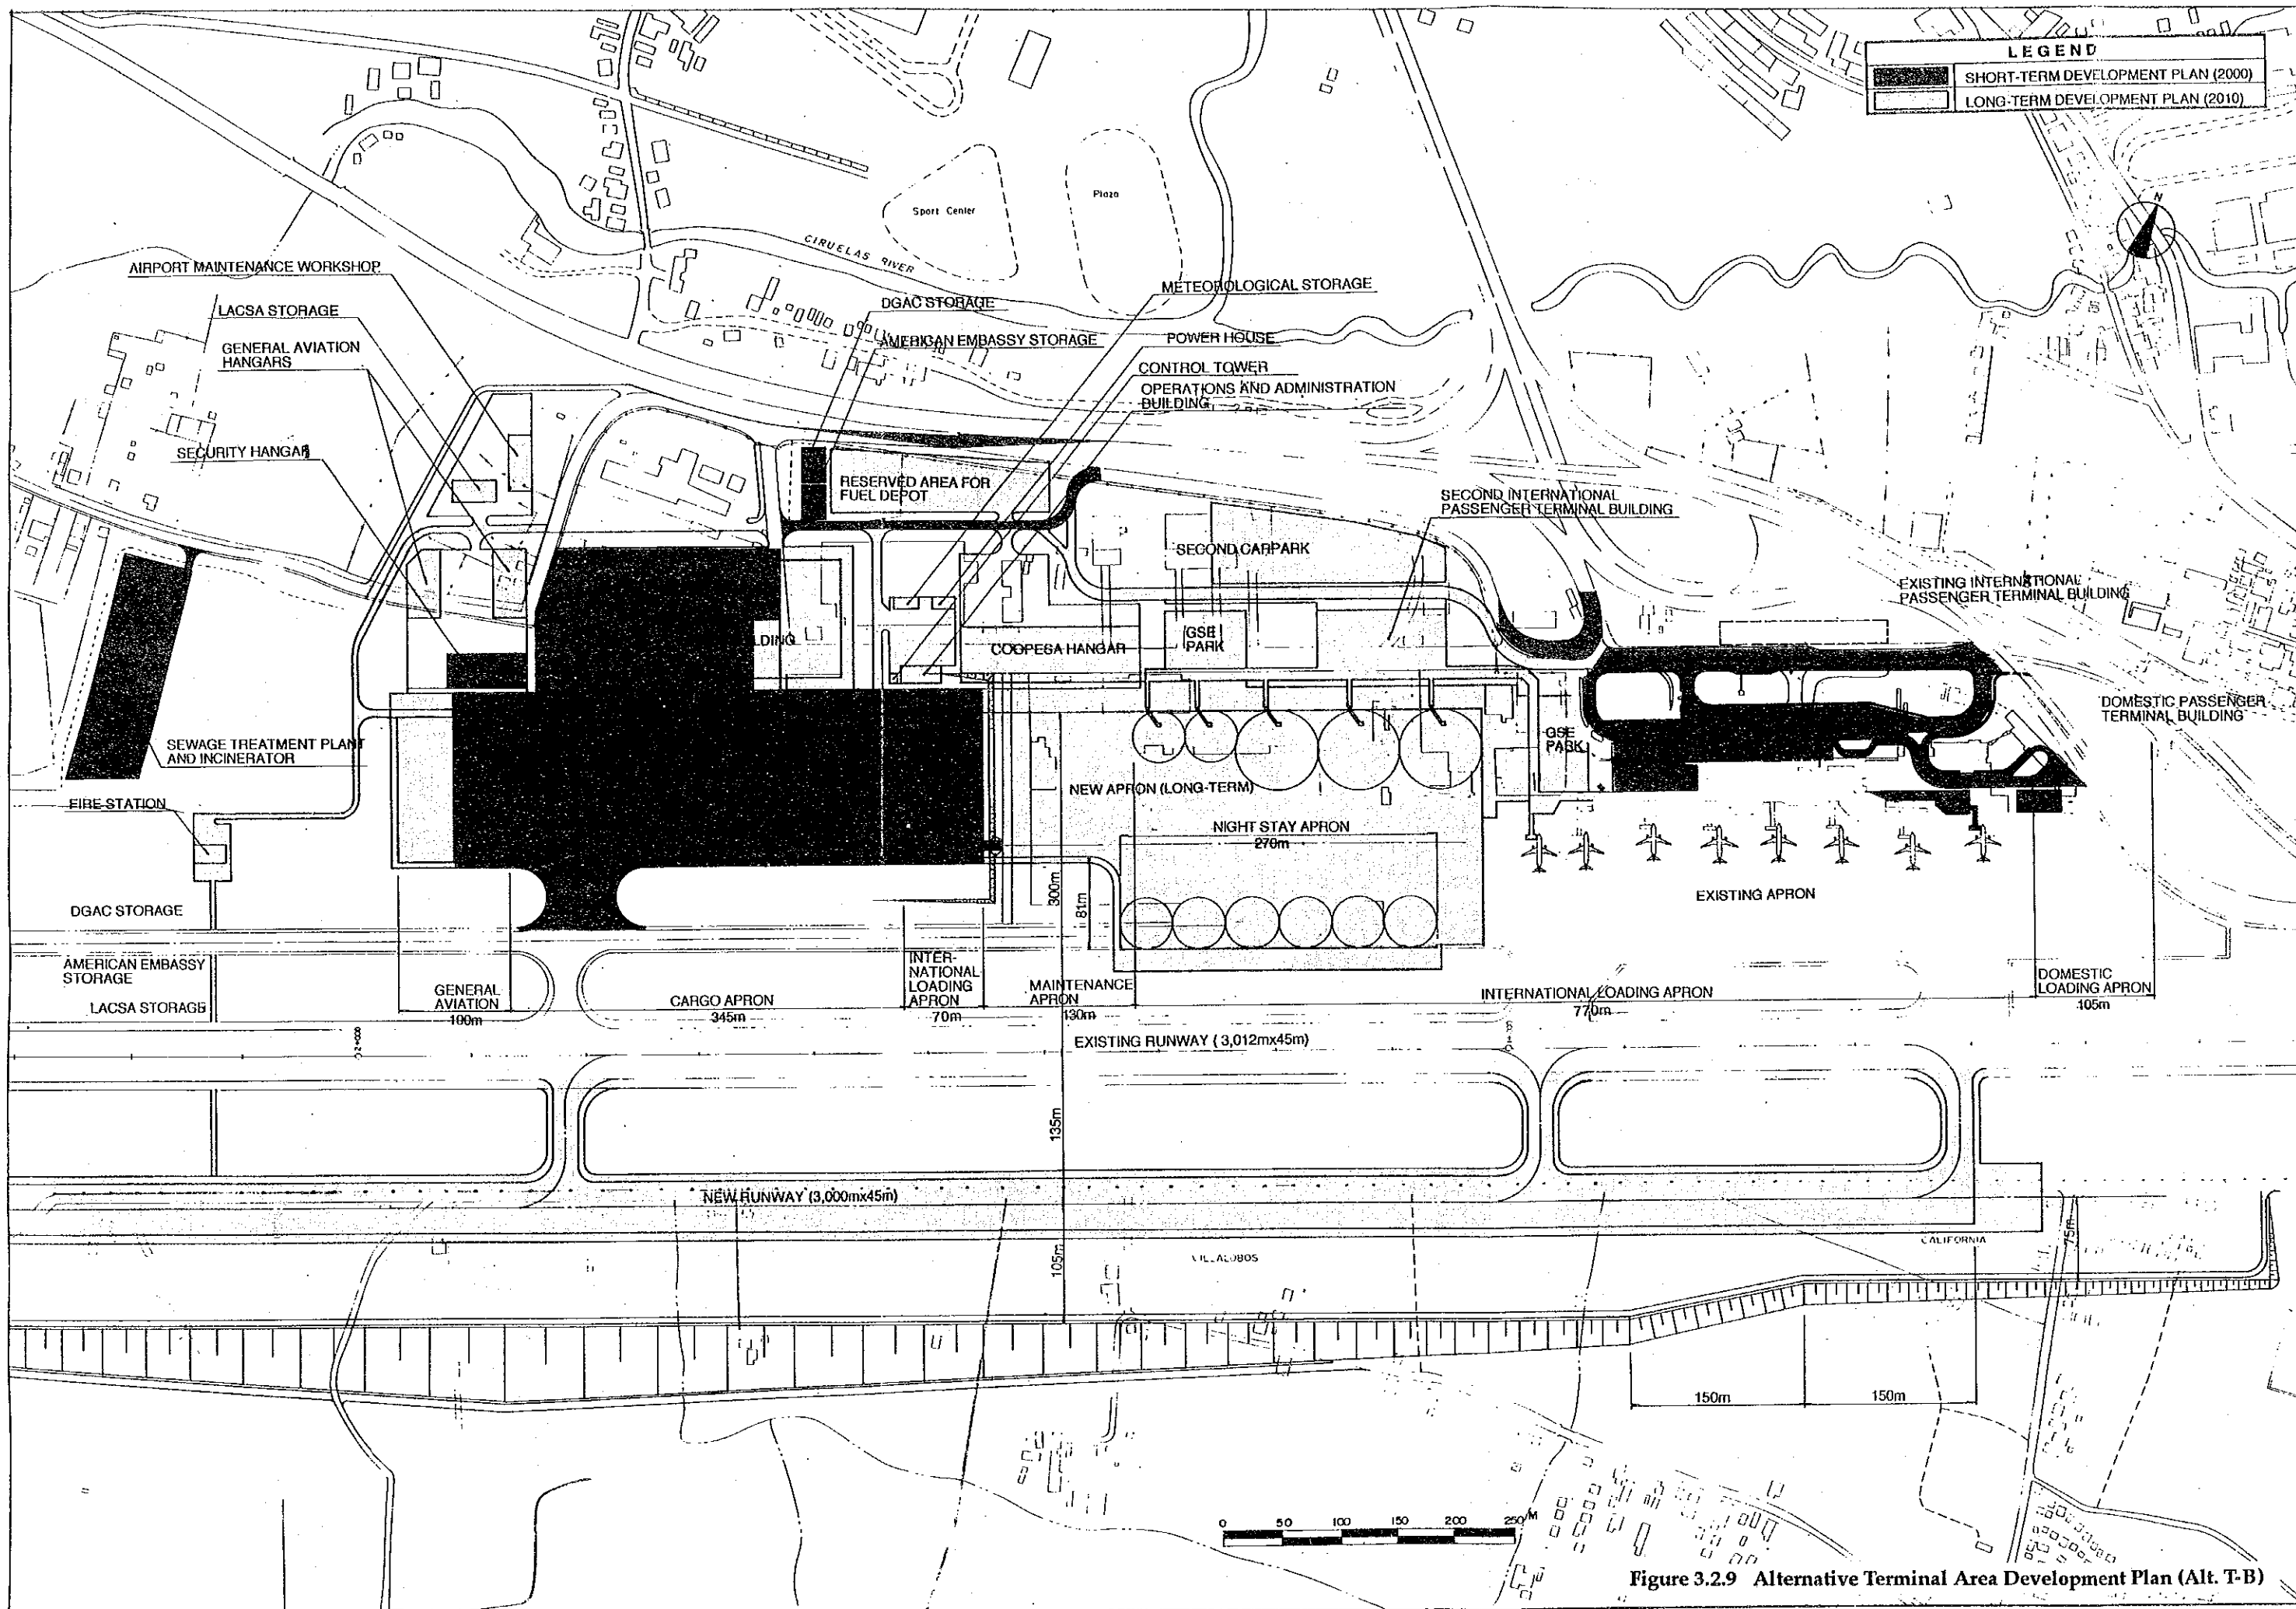 LEGEND
SHORT-TERM DEVELOPMENT PLAN (2000)
LONG-TERM DEVELOPMENT PLAN (2010)
N
Sport Center
Plaza
CIRUELAS RIVER
AIRPORT MAINTENANCE WORKSHOP
LACSA STORAGE
GENERAL AVIATION
HANGARS
SECURITY HANGAR
DGAC STORAGE
AMERICAN EMBASSY STORAGE
METEOROLOGICAL STORAGE
POWER HOUSE
CONTROL TOWER
OPERATIONS AND ADMINISTRATION
BUILDING
RESERVED AREA FOR
FUEL DEPOT
SECOND INTERNATIONAL
PASSENGER TERMINAL BUILDING
SECOND CARPARK
EXISTING INTERNATIONAL
PASSENGER TERMINAL BUILDING
LDING
COOPESA HANGAR
GSE
PARK
DOMESTIC PASSENGER
TERMINAL BUILDING
GSE
PARK
SEWAGE TREATMENT PLANT
AND INCINERATOR
FIRE STATION
NEW APRON (LONG-TERM)
NIGHT STAY APRON
270m
300m
81m
EXISTING APRON
DGAC STORAGE
AMERICAN EMBASSY
STORAGE
LACSA STORAGE
GENERAL
AVIATION
100m
CARGO APRON
345m
INTER-
NATIONAL
LOADING
APRON
70m
MAINTENANCE
APRON
130m
INTERNATIONAL LOADING APRON
770m
DOMESTIC
LOADING APRON
105m
EXISTING RUNWAY ( 3,012mx45m)
135m
NEW RUNWAY (3,000mx45m)
105m
VILLALOBOS
CALIFORNIA
75m
150m
150m
0 50 100 150 200 250 M
Figure 3.2.9 Alternative Terminal Area Development Plan (Alt. T-B)